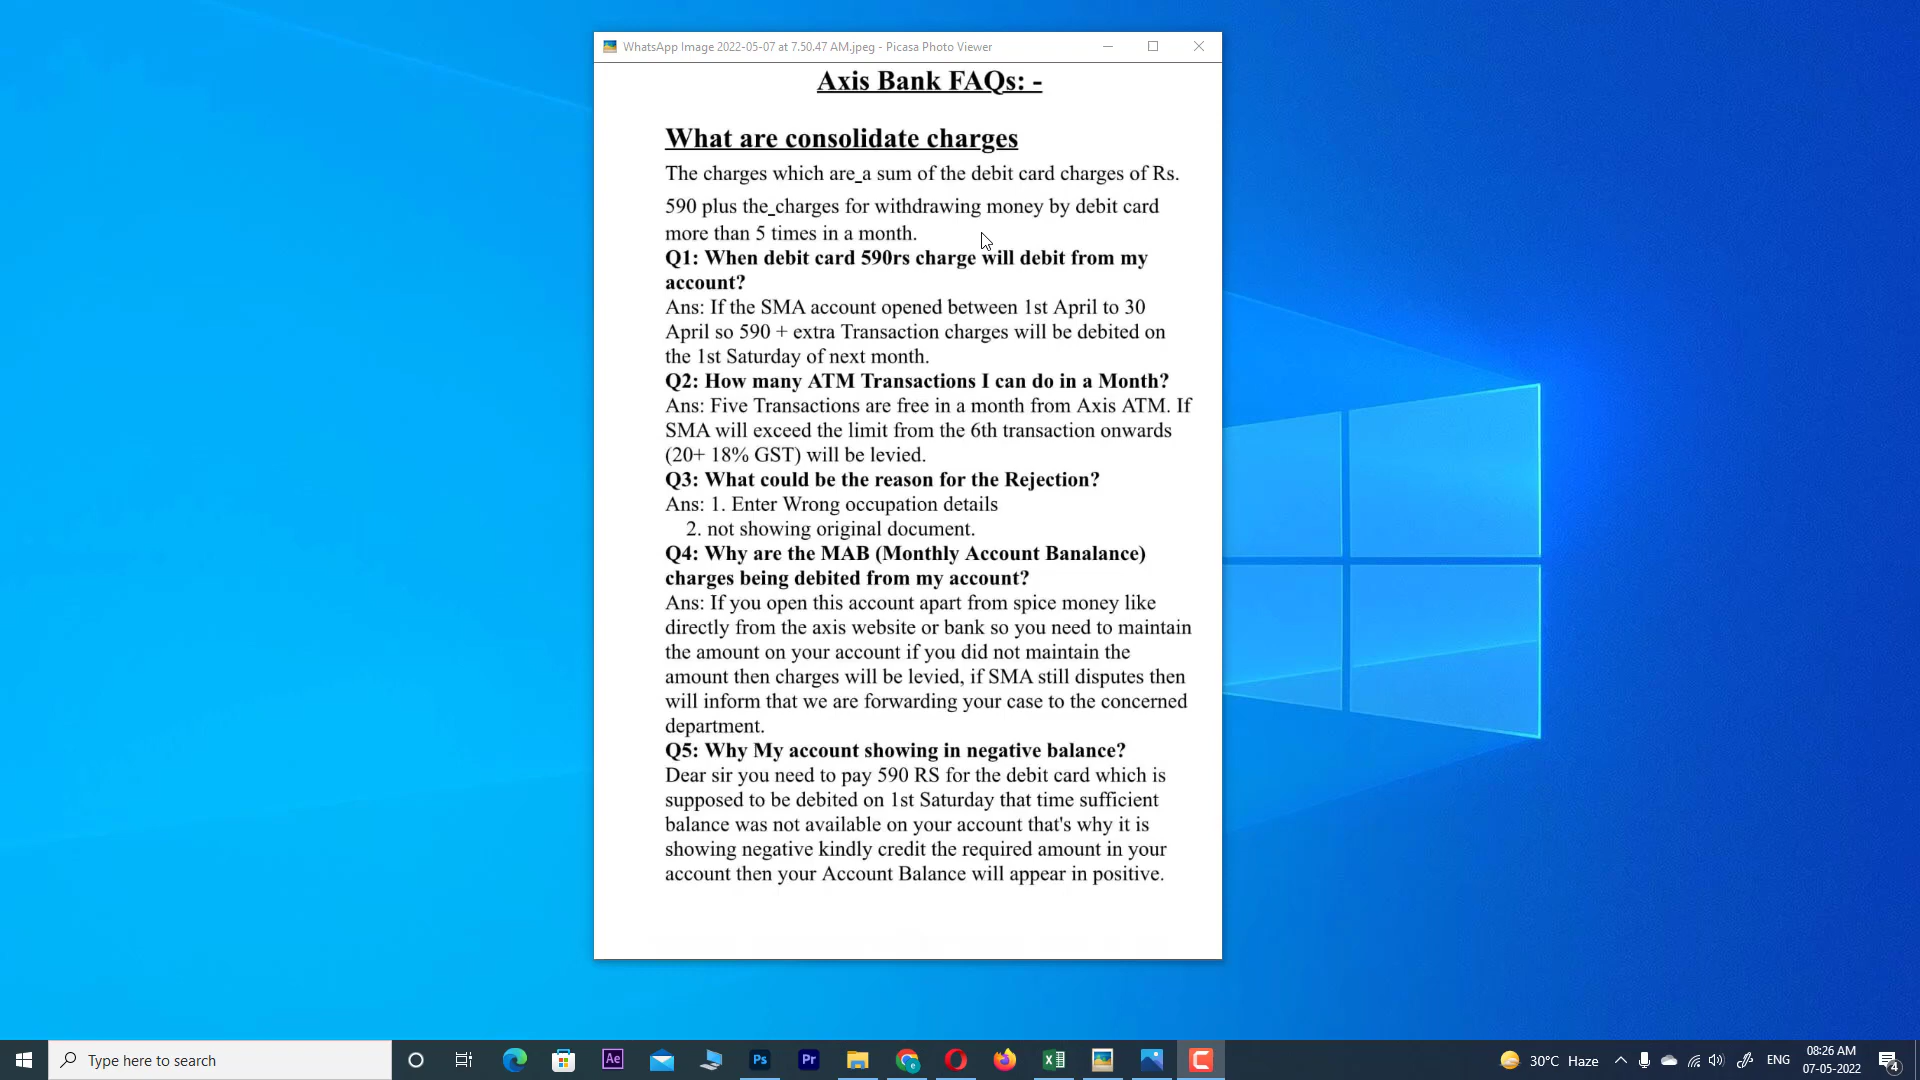 WhatsApp Image 2022-05-07 at 7.50.47 AM.jpeg - Picasa Photo Viewer
Axis Bank FAQs: -
What are consolidate charges
The charges which are a sum of the debit card charges of Rs.
590 plus the charges for withdrawing money by debit card
more than 5 times in a month.
Q1: When debit card 590rs charge will debit from my
account?
Ans: If the SMA account opened between 1st April to 30
April so 590 + extra Transaction charges will be debited on
the 1st Saturday of next month.
Q2: How many ATM Transactions I can do in a Month?
Ans: Five Transactions are free in a month from Axis ATM. If
SMA will exceed the limit from the 6th transaction onwards
(20+ 18% GST) will be levied.
Q3: What could be the reason for the Rejection?
Ans: 1. Enter Wrong occupation details
2. not showing original document.
Q4: Why are the MAB (Monthly Account Banalance)
charges being debited from my account?
Ans: If you open this account apart from spice money like
directly from the axis website or bank so you need to maintain
the amount on your account if you did not maintain the
amount then charges will be levied, if SMA still disputes then
will inform that we are forwarding your case to the concerned
department.
Q5: Why My account showing in negative balance?
Dear sir you need to pay 590 RS for the debit card which is
supposed to be debited on 1st Saturday that time sufficient
balance was not available on your account that's why it is
showing negative kindly credit the required amount in your
account then your Account Balance will appear in positive.
Type here to search
Ae
Ps
Pr
30°C Haze
ENG
08:26 AM
07-05-2022
4